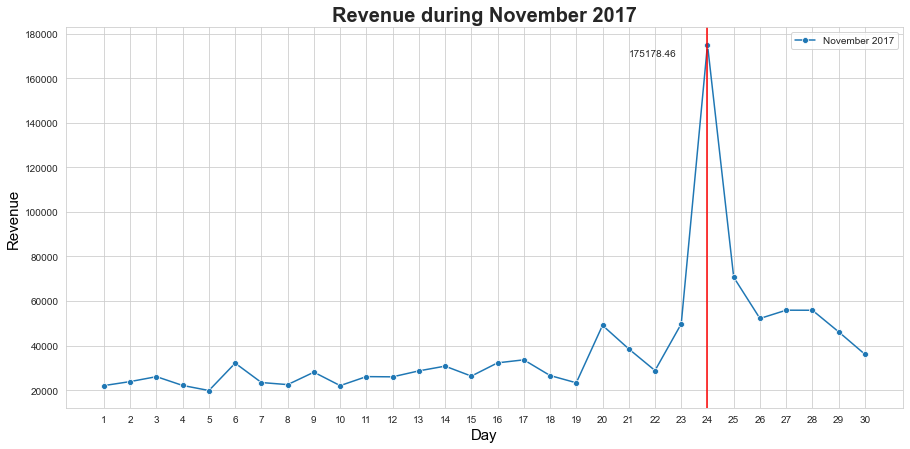 Revenue during November 2017
November 2017
175178.46
180000
160000
140000
120000
100000
80000
60000
40000
20000
Revenue
1 2 3 4 5 6 7 8 9 10 11 12 13 14 15 16 17 18 19 20 21 22 23 24 25 26 27 28 29 30
Day